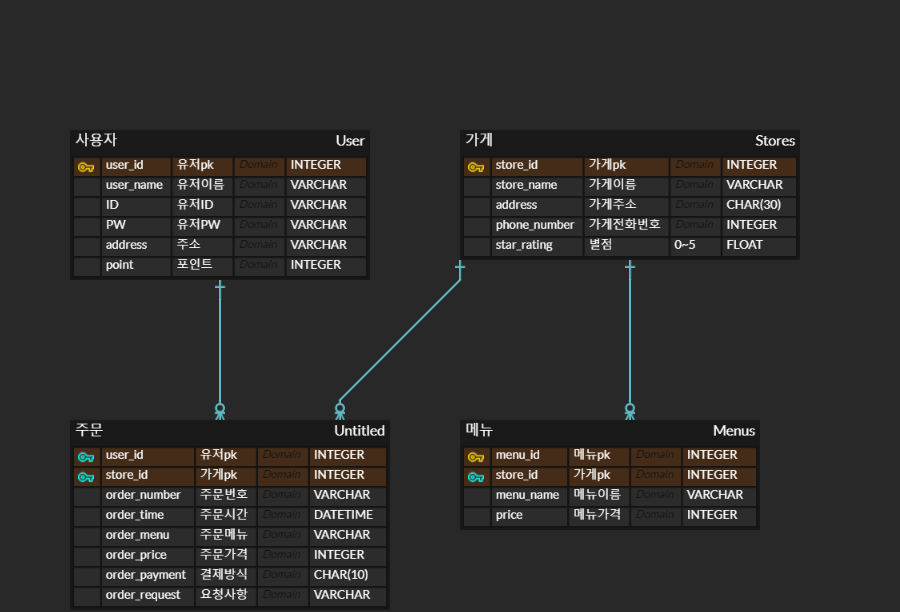 사용자 User
user_id 유저pk Domain INTEGER
user_name 유저이름 Domain VARCHAR
ID 유저ID Domain VARCHAR
PW 유저PW Domain VARCHAR
address 주소 Domain VARCHAR
point 포인트 Domain INTEGER
가게 Stores
store_id 가게pk Domain INTEGER
store_name 가게이름 Domain VARCHAR
address 가게주소 Domain CHAR(30)
phone_number 가게전화번호 Domain INTEGER
star_rating 별점 0~5 FLOAT
주문 Untitled
user_id 유저pk Domain INTEGER
store_id 가게pk Domain INTEGER
order_number 주문번호 Domain VARCHAR
order_time 주문시간 Domain DATETIME
order_menu 주문메뉴 Domain VARCHAR
order_price 주문가격 Domain INTEGER
order_payment 결제방식 Domain CHAR(10)
order_request 요청사항 Domain VARCHAR
메뉴 Menus
menu_id 메뉴pk Domain INTEGER
store_id 가게pk Domain INTEGER
menu_name 메뉴이름 Domain VARCHAR
price 메뉴가격 Domain INTEGER